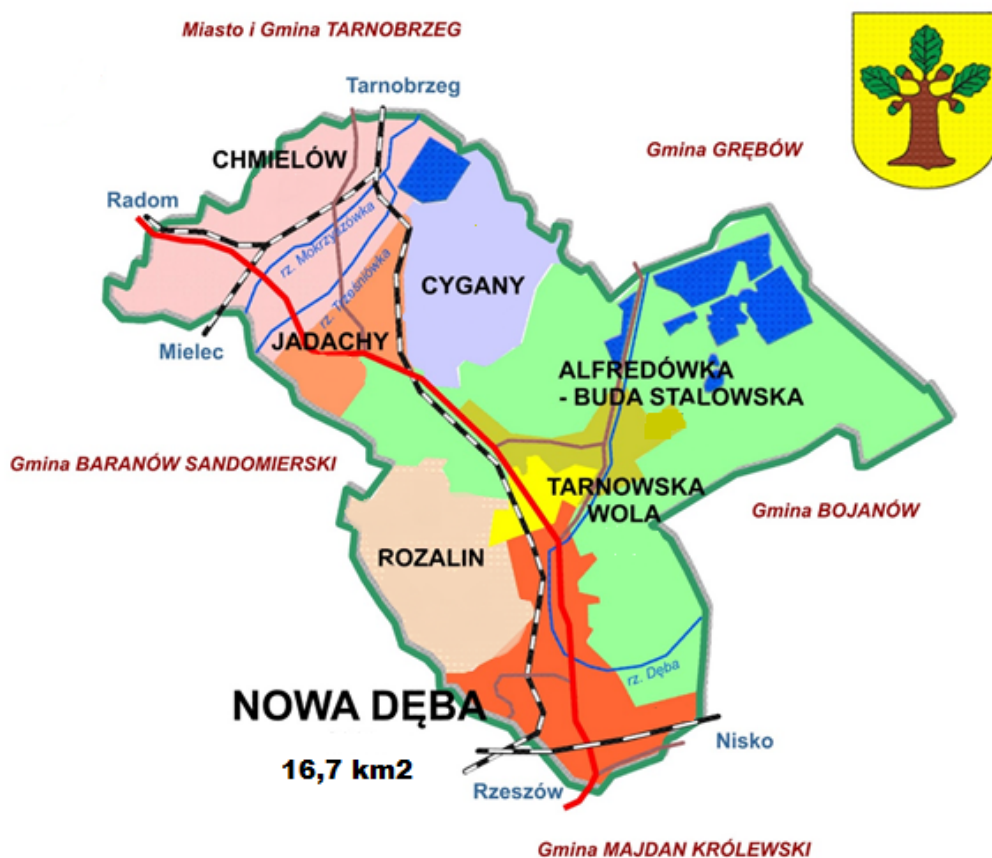 Miasto i Gmina TARNOBRZEG
Tarnobrzeg
CHMIELÓW
Gmina GRĘBÓW
Radom
rz. Mokrzyszówka
CYGANY
rz. Trześniówka
JADACHY
Mielec
ALFREDÓWKA
- BUDA STALOWSKA
Gmina BARANÓW SANDOMIERSKI
TARNOWSKA
WOLA
Gmina BOJANÓW
ROZALIN
rz. Dęba
NOWA DĘBA
Nisko
16,7 km2
Rzeszów
Gmina MAJDAN KRÓLEWSKI